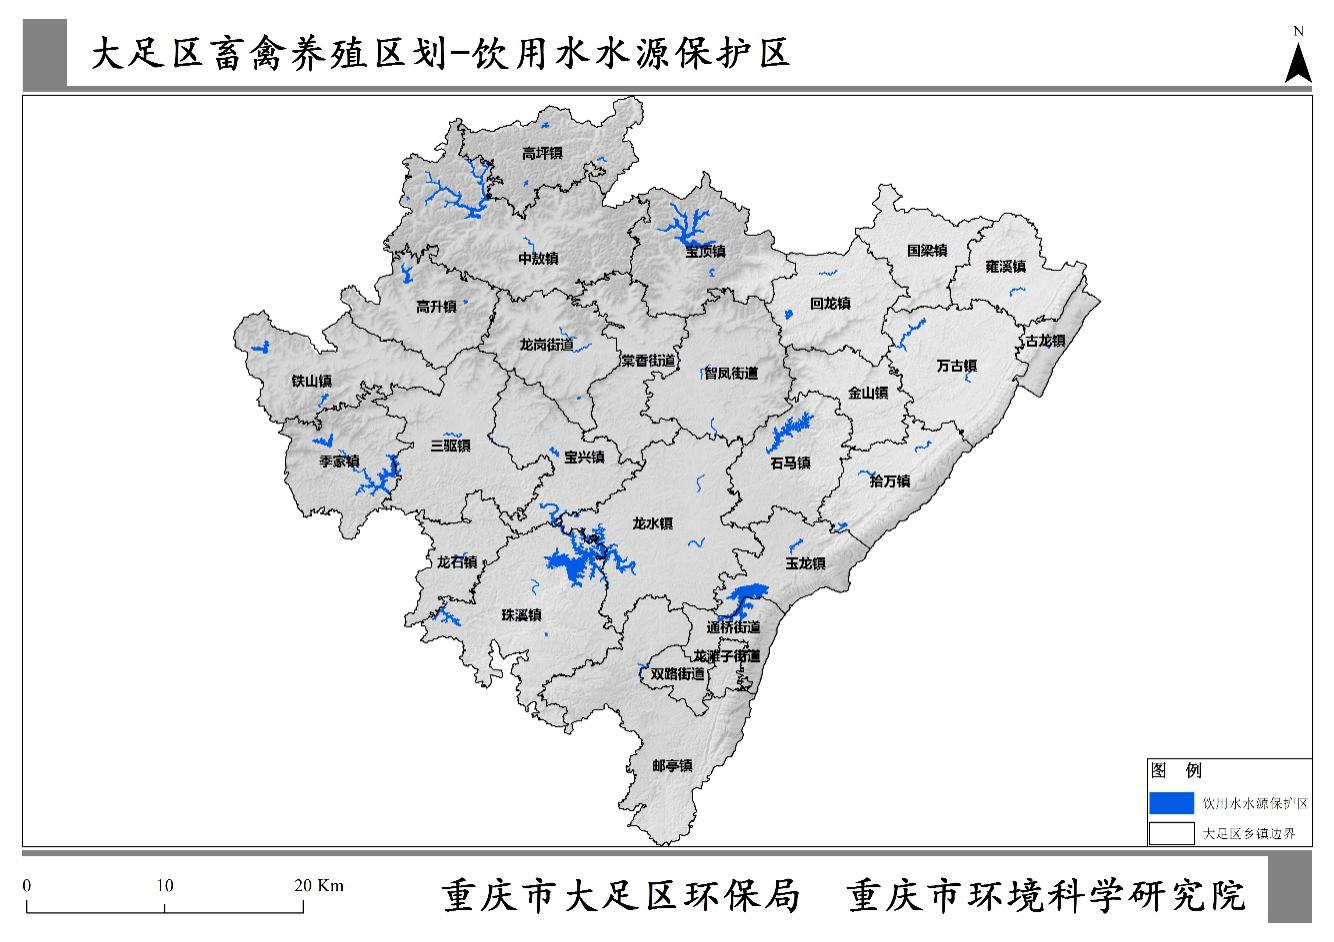 大足区畜禽养殖区划-饮用水水源保护区
N
高坪镇
中敖镇
宝顶镇
国梁镇
雍溪镇
高升镇
回龙镇
龙岗街道
棠香街道
智凤街道
万古镇
古龙镇
铁山镇
金山镇
三驱镇
季家镇
宝兴镇
石马镇
拾万镇
龙水镇
龙石镇
玉龙镇
珠溪镇
通桥街道
龙滩子街道
双路街道
邮亭镇
图 例
饮用水水源保护区
大足区乡镇边界
0 10 20 Km
重庆市大足区环保局 重庆市环境科学研究院